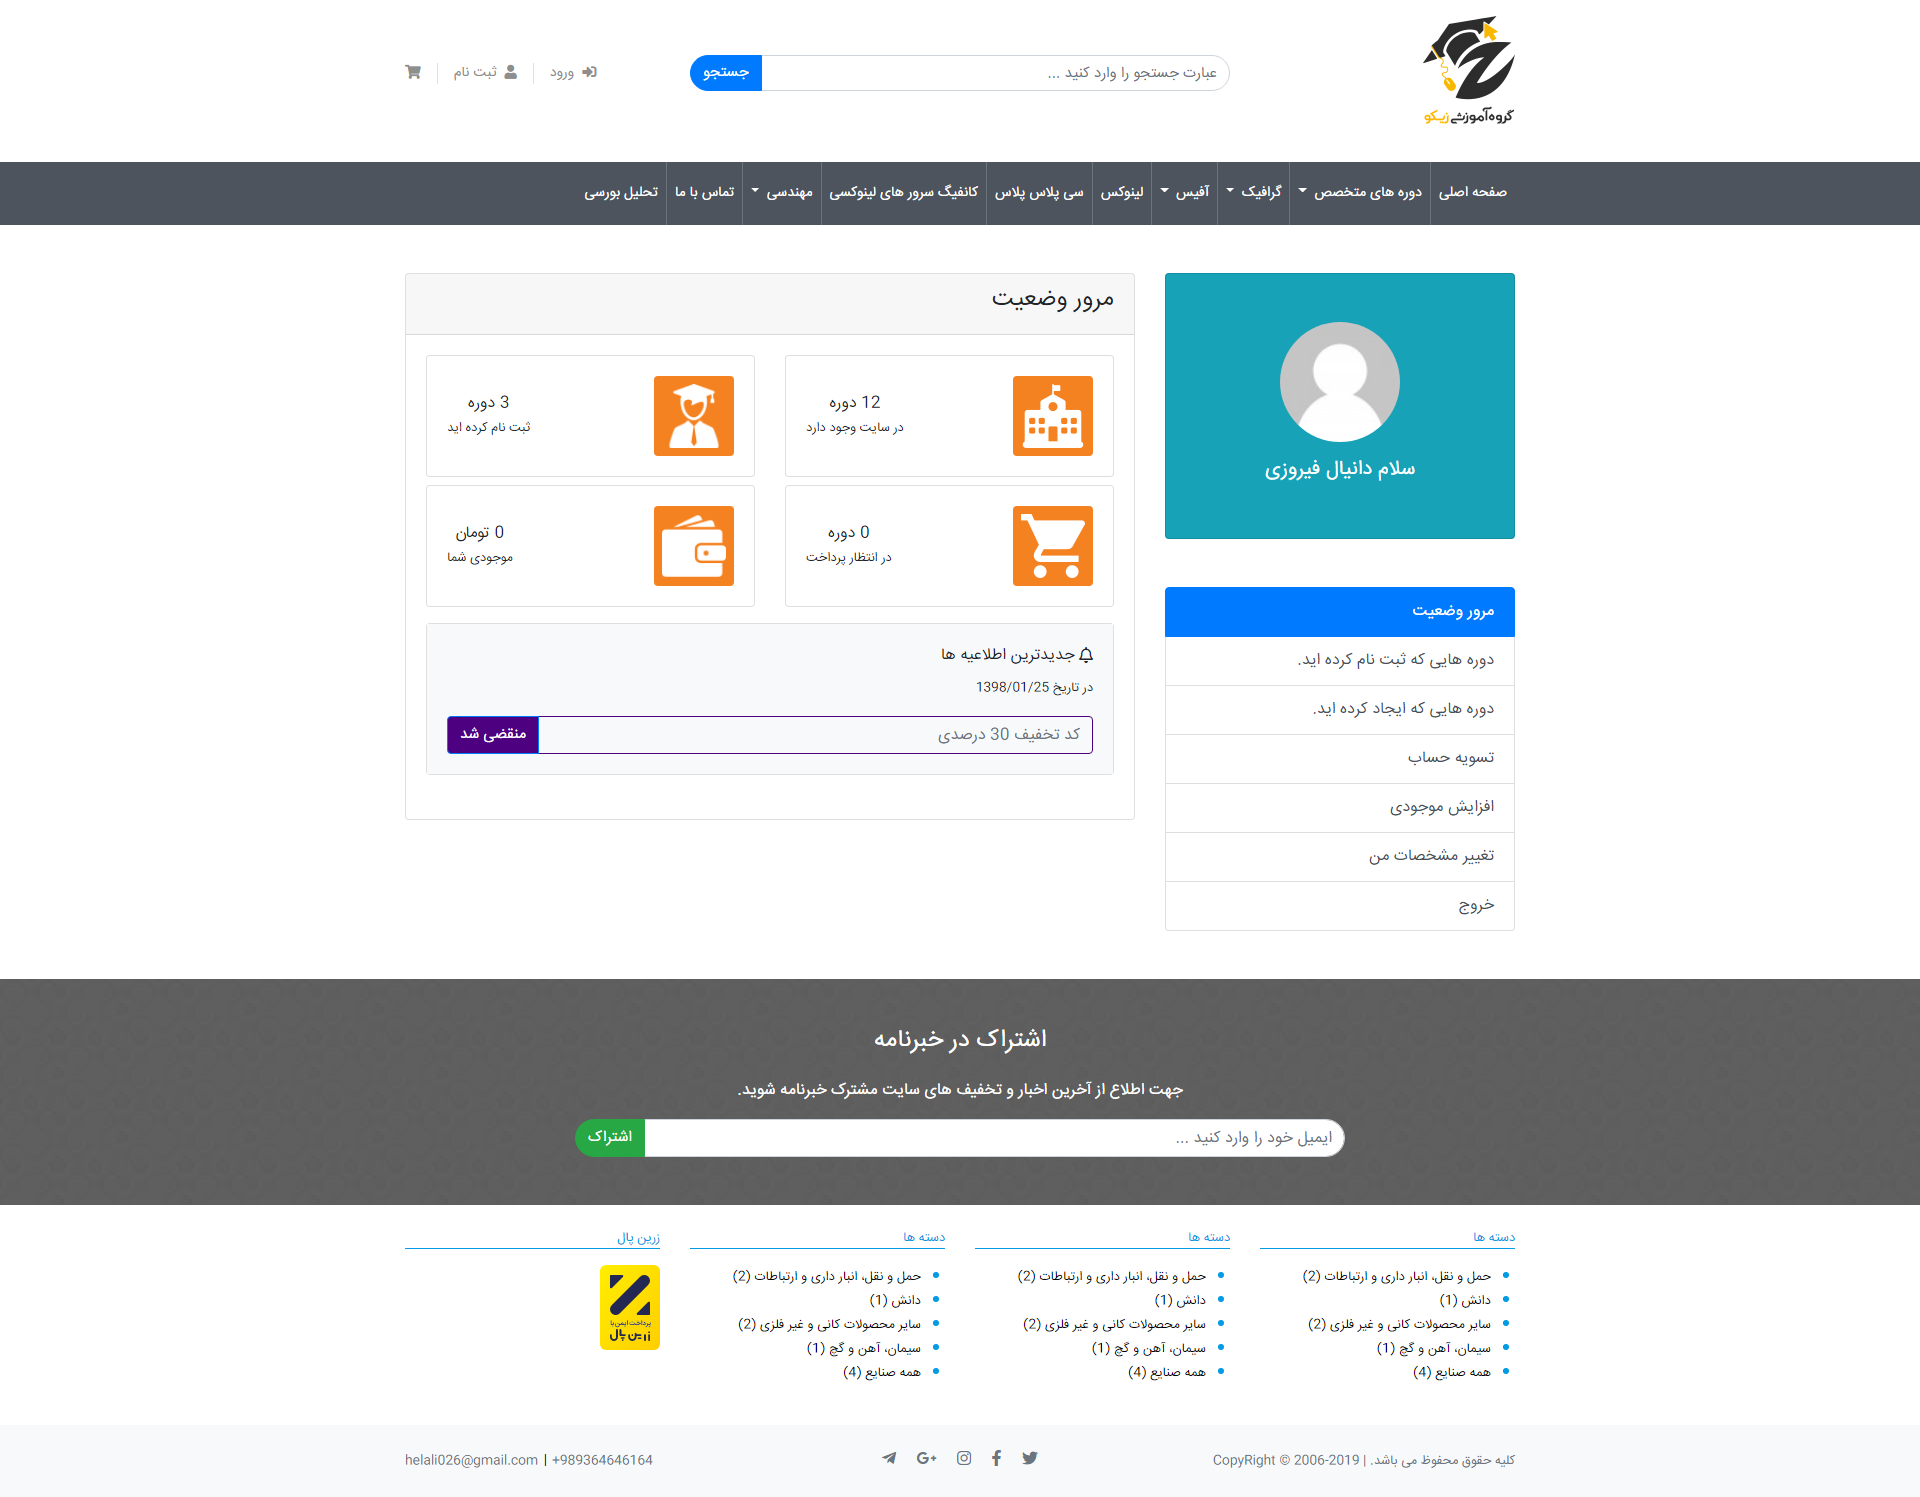 گروه آموزشی زیکو
عبارت جستجو را وارد کنید ...
جستجو
ورود
ثبت نام
صفحه اصلی
دوره های متخصص
گرافیک
آفیس
لینوکس
سی پلاس پلاس
کانفیگ سرور های لینوکسی
مهندسی
تماس با ما
تحلیل بورسی
سلام دانیال فیروزی
مرور وضعیت
دوره هایی که ثبت نام کرده اید.
دوره هایی که ایجاد کرده اید.
تسویه حساب
افزایش موجودی
تغییر مشخصات من
خروج
مرور وضعیت
12 دوره
در سایت وجود دارد
3 دوره
ثبت نام کرده اید
0 دوره
در انتظار پرداخت
0 تومان
موجودی شما
جدیدترین اطلاعیه ها
در تاریخ 1398/01/25
کد تخفیف 30 درصدی
منقضی شد
اشتراک در خبرنامه
جهت اطلاع از آخرین اخبار و تخفیف های سایت مشترک خبرنامه شوید.
ایمیل خود را وارد کنید ...
اشتراک
دسته ها
حمل و نقل، انبار داری و ارتباطات (2)
دانش (1)
سایر محصولات کانی و غیر فلزی (2)
سیمان، آهن و گچ (1)
همه صنایع (4)
دسته ها
حمل و نقل، انبار داری و ارتباطات (2)
دانش (1)
سایر محصولات کانی و غیر فلزی (2)
سیمان، آهن و گچ (1)
همه صنایع (4)
دسته ها
حمل و نقل، انبار داری و ارتباطات (2)
دانش (1)
سایر محصولات کانی و غیر فلزی (2)
سیمان، آهن و گچ (1)
همه صنایع (4)
زرین پال
پرداخت ایمن با
زرین پال
کلیه حقوق محفوظ می باشد. | CopyRight © 2006-2019
helali026@gmail.com | +989364646164